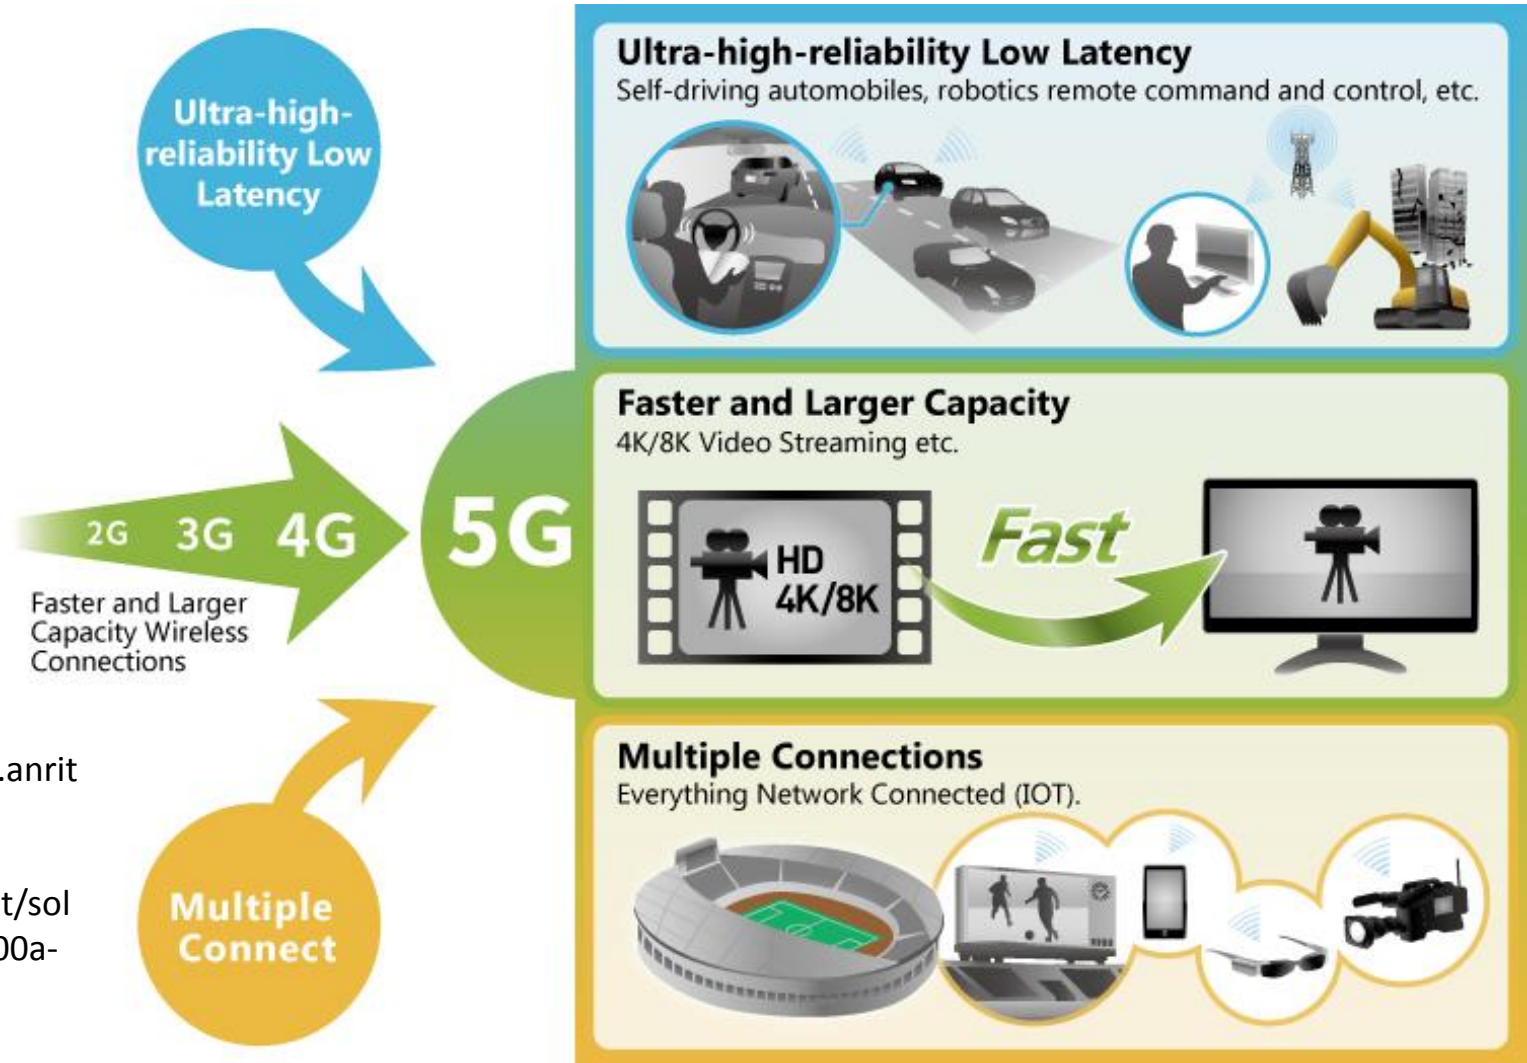 Ultra-high-
reliability Low
Latency
2G 3G 4G
5G
Faster and Larger
Capacity Wireless
Connections
.anrit
t/sol
00a-
Multiple
Connect
Ultra-high-reliability Low Latency
Self-driving automobiles, robotics remote command and control, etc.
Faster and Larger Capacity
4K/8K Video Streaming etc.
HD
4K/8K
Fast
Multiple Connections
Everything Network Connected (IOT).